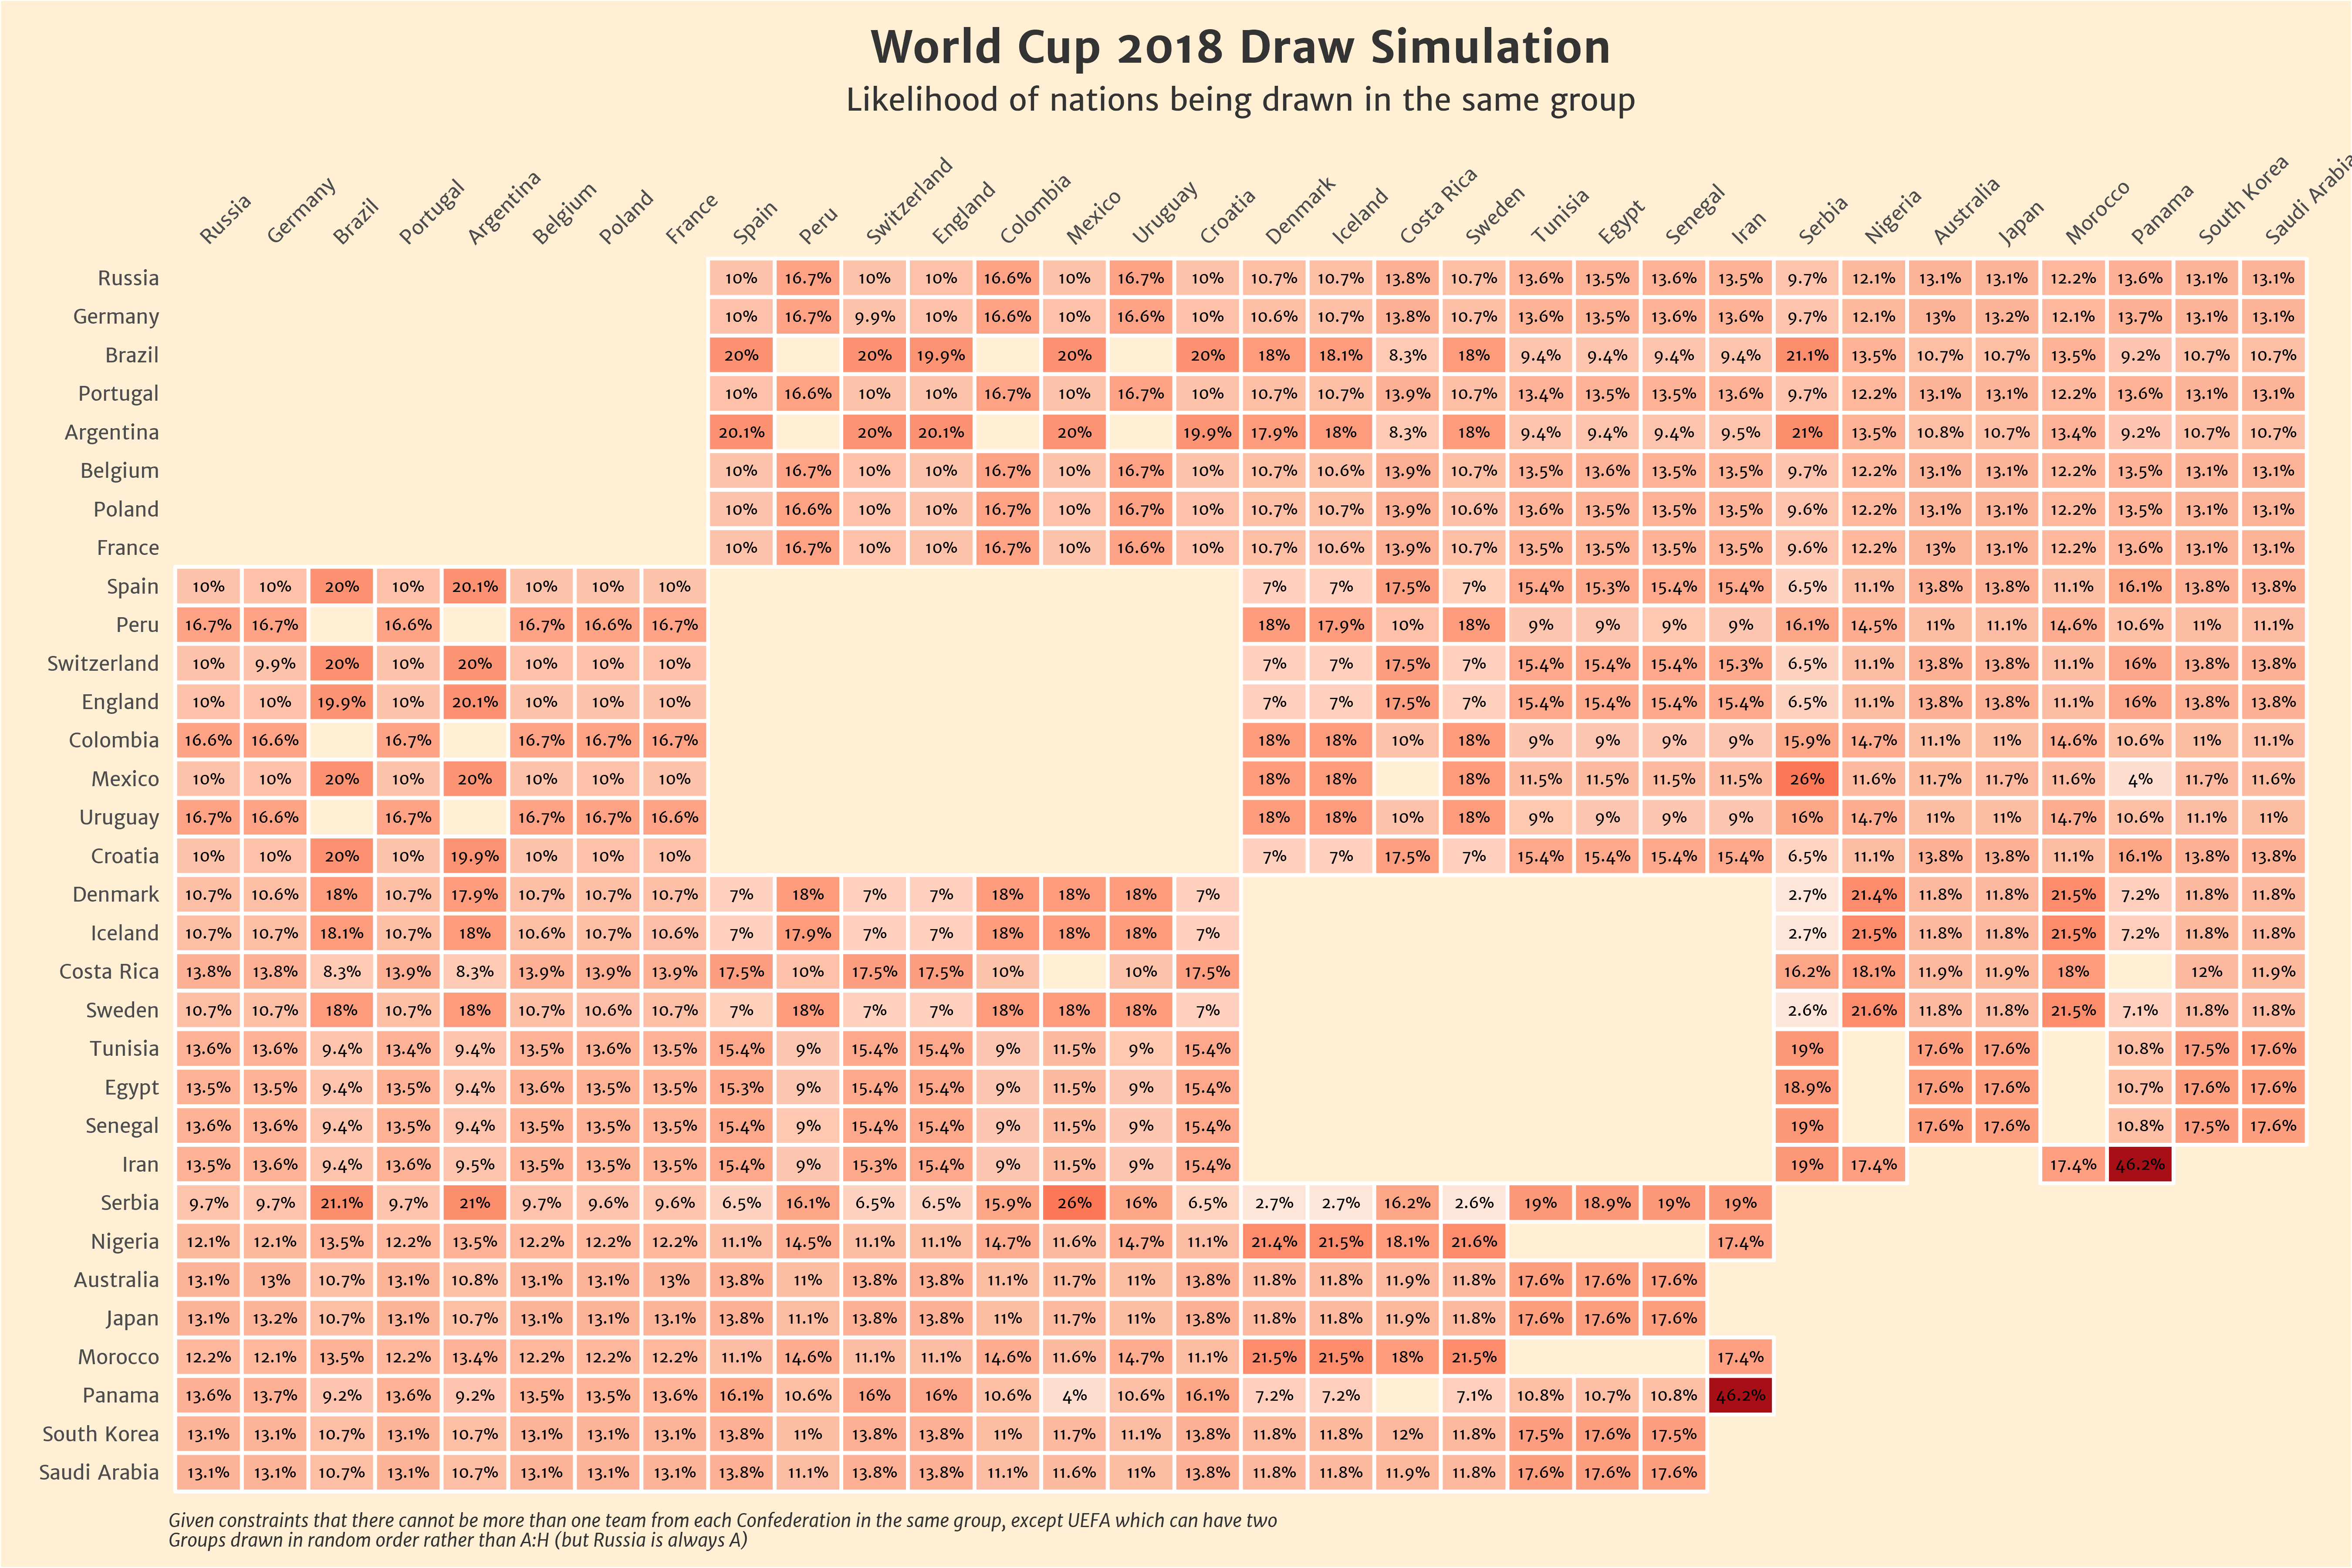 World Cup 2018 Draw Simulation
Likelihood of nations being drawn in the same group
Russia Germany Brazil Portugal Argentina Belgium Poland France Spain Peru Switzerland England Colombia Mexico Uruguay Croatia Denmark Iceland Costa Rica Sweden Tunisia Egypt Senegal Iran Serbia Nigeria Australia Japan Morocco Panama South Korea Saudi Arabia
Russia 10% 16.7% 10% 10% 16.6% 10% 16.7% 10% 10.7% 10.7% 13.8% 10.7% 13.6% 13.5% 13.6% 13.5% 9.7% 12.1% 13.1% 13.1% 12.2% 13.6% 13.1% 13.1%
Germany 10% 16.7% 9.9% 10% 16.6% 10% 16.6% 10% 10.6% 10.7% 13.8% 10.7% 13.6% 13.5% 13.6% 13.6% 9.7% 12.1% 13% 13.2% 12.1% 13.7% 13.1% 13.1%
Brazil 20% 20% 19.9% 20% 20% 18% 18.1% 8.3% 18% 9.4% 9.4% 9.4% 9.4% 21.1% 13.5% 10.7% 10.7% 13.5% 9.2% 10.7% 10.7%
Portugal 10% 16.6% 10% 10% 16.7% 10% 16.7% 10% 10.7% 10.7% 13.9% 10.7% 13.4% 13.5% 13.5% 13.6% 9.7% 12.2% 13.1% 13.1% 12.2% 13.6% 13.1% 13.1%
Argentina 20.1% 20% 20.1% 20% 19.9% 17.9% 18% 8.3% 18% 9.4% 9.4% 9.4% 9.5% 21% 13.5% 10.8% 10.7% 13.4% 9.2% 10.7% 10.7%
Belgium 10% 16.7% 10% 10% 16.7% 10% 16.7% 10% 10.7% 10.6% 13.9% 10.7% 13.5% 13.6% 13.5% 13.5% 9.7% 12.2% 13.1% 13.1% 12.2% 13.5% 13.1% 13.1%
Poland 10% 16.6% 10% 10% 16.7% 10% 16.7% 10% 10.7% 10.7% 13.9% 10.6% 13.6% 13.5% 13.5% 13.5% 9.6% 12.2% 13.1% 13.1% 12.2% 13.5% 13.1% 13.1%
France 10% 16.7% 10% 10% 16.7% 10% 16.6% 10% 10.7% 10.6% 13.9% 10.7% 13.5% 13.5% 13.5% 13.5% 9.6% 12.2% 13% 13.1% 12.2% 13.6% 13.1% 13.1%
Spain 10% 10% 20% 10% 20.1% 10% 10% 10% 7% 7% 17.5% 7% 15.4% 15.3% 15.4% 15.4% 6.5% 11.1% 13.8% 13.8% 11.1% 16.1% 13.8% 13.8%
Peru 16.7% 16.7% 16.6% 16.7% 16.6% 16.7% 18% 17.9% 10% 18% 9% 9% 9% 9% 16.1% 14.5% 11% 11.1% 14.6% 10.6% 11% 11.1%
Switzerland 10% 9.9% 20% 10% 20% 10% 10% 10% 7% 7% 17.5% 7% 15.4% 15.4% 15.4% 15.3% 6.5% 11.1% 13.8% 13.8% 11.1% 16% 13.8% 13.8%
England 10% 10% 19.9% 10% 20.1% 10% 10% 10% 7% 7% 17.5% 7% 15.4% 15.4% 15.4% 15.4% 6.5% 11.1% 13.8% 13.8% 11.1% 16% 13.8% 13.8%
Colombia 16.6% 16.6% 16.7% 16.7% 16.7% 16.7% 18% 18% 10% 18% 9% 9% 9% 9% 15.9% 14.7% 11.1% 11% 14.6% 10.6% 11% 11.1%
Mexico 10% 10% 20% 10% 20% 10% 10% 10% 18% 18% 18% 11.5% 11.5% 11.5% 11.5% 26% 11.6% 11.7% 11.7% 11.6% 4% 11.7% 11.6%
Uruguay 16.7% 16.6% 16.7% 16.7% 16.7% 16.6% 18% 18% 10% 18% 9% 9% 9% 9% 16% 14.7% 11% 11% 14.7% 10.6% 11.1% 11%
Croatia 10% 10% 20% 10% 19.9% 10% 10% 10% 7% 7% 17.5% 7% 15.4% 15.4% 15.4% 15.4% 6.5% 11.1% 13.8% 13.8% 11.1% 16.1% 13.8% 13.8%
Denmark 10.7% 10.6% 18% 10.7% 17.9% 10.7% 10.7% 10.7% 7% 18% 7% 7% 18% 18% 18% 7% 2.7% 21.4% 11.8% 11.8% 21.5% 7.2% 11.8% 11.8%
Iceland 10.7% 10.7% 18.1% 10.7% 18% 10.6% 10.7% 10.6% 7% 17.9% 7% 7% 18% 18% 18% 7% 2.7% 21.5% 11.8% 11.8% 21.5% 7.2% 11.8% 11.8%
Costa Rica 13.8% 13.8% 8.3% 13.9% 8.3% 13.9% 13.9% 13.9% 17.5% 10% 17.5% 17.5% 10% 10% 17.5% 16.2% 18.1% 11.9% 11.9% 18% 12% 11.9%
Sweden 10.7% 10.7% 18% 10.7% 18% 10.7% 10.6% 10.7% 7% 18% 7% 7% 18% 18% 18% 7% 2.6% 21.6% 11.8% 11.8% 21.5% 7.1% 11.8% 11.8%
Tunisia 13.6% 13.6% 9.4% 13.4% 9.4% 13.5% 13.6% 13.5% 15.4% 9% 15.4% 15.4% 9% 11.5% 9% 15.4% 19% 17.6% 17.6% 10.8% 17.5% 17.6%
Egypt 13.5% 13.5% 9.4% 13.5% 9.4% 13.6% 13.5% 13.5% 15.3% 9% 15.4% 15.4% 9% 11.5% 9% 15.4% 18.9% 17.6% 17.6% 10.7% 17.6% 17.6%
Senegal 13.6% 13.6% 9.4% 13.5% 9.4% 13.5% 13.5% 13.5% 15.4% 9% 15.4% 15.4% 9% 11.5% 9% 15.4% 19% 17.6% 17.6% 10.8% 17.5% 17.6%
Iran 13.5% 13.6% 9.4% 13.6% 9.5% 13.5% 13.5% 13.5% 15.4% 9% 15.3% 15.4% 9% 11.5% 9% 15.4% 19% 17.4% 17.4% 46.2%
Serbia 9.7% 9.7% 21.1% 9.7% 21% 9.7% 9.6% 9.6% 6.5% 16.1% 6.5% 6.5% 15.9% 26% 16% 6.5% 2.7% 2.7% 16.2% 2.6% 19% 18.9% 19% 19%
Nigeria 12.1% 12.1% 13.5% 12.2% 13.5% 12.2% 12.2% 12.2% 11.1% 14.5% 11.1% 11.1% 14.7% 11.6% 14.7% 11.1% 21.4% 21.5% 18.1% 21.6% 17.4%
Australia 13.1% 13% 10.7% 13.1% 10.8% 13.1% 13.1% 13% 13.8% 11% 13.8% 13.8% 11.1% 11.7% 11% 13.8% 11.8% 11.8% 11.9% 11.8% 17.6% 17.6% 17.6%
Japan 13.1% 13.2% 10.7% 13.1% 10.7% 13.1% 13.1% 13.1% 13.8% 11.1% 13.8% 13.8% 11% 11.7% 11% 13.8% 11.8% 11.8% 11.9% 11.8% 17.6% 17.6% 17.6%
Morocco 12.2% 12.1% 13.5% 12.2% 13.4% 12.2% 12.2% 12.2% 11.1% 14.6% 11.1% 11.1% 14.6% 11.6% 14.7% 11.1% 21.5% 21.5% 18% 21.5% 17.4%
Panama 13.6% 13.7% 9.2% 13.6% 9.2% 13.5% 13.5% 13.6% 16.1% 10.6% 16% 16% 10.6% 4% 10.6% 16.1% 7.2% 7.2% 7.1% 10.8% 10.7% 10.8% 46.2%
South Korea 13.1% 13.1% 10.7% 13.1% 10.7% 13.1% 13.1% 13.1% 13.8% 11% 13.8% 13.8% 11% 11.7% 11.1% 13.8% 11.8% 11.8% 12% 11.8% 17.5% 17.6% 17.5%
Saudi Arabia 13.1% 13.1% 10.7% 13.1% 10.7% 13.1% 13.1% 13.1% 13.8% 11.1% 13.8% 13.8% 11.1% 11.6% 11% 13.8% 11.8% 11.8% 11.9% 11.8% 17.6% 17.6% 17.6%
Given constraints that there cannot be more than one team from each Confederation in the same group, except UEFA which can have two
Groups drawn in random order rather than A:H (but Russia is always A)